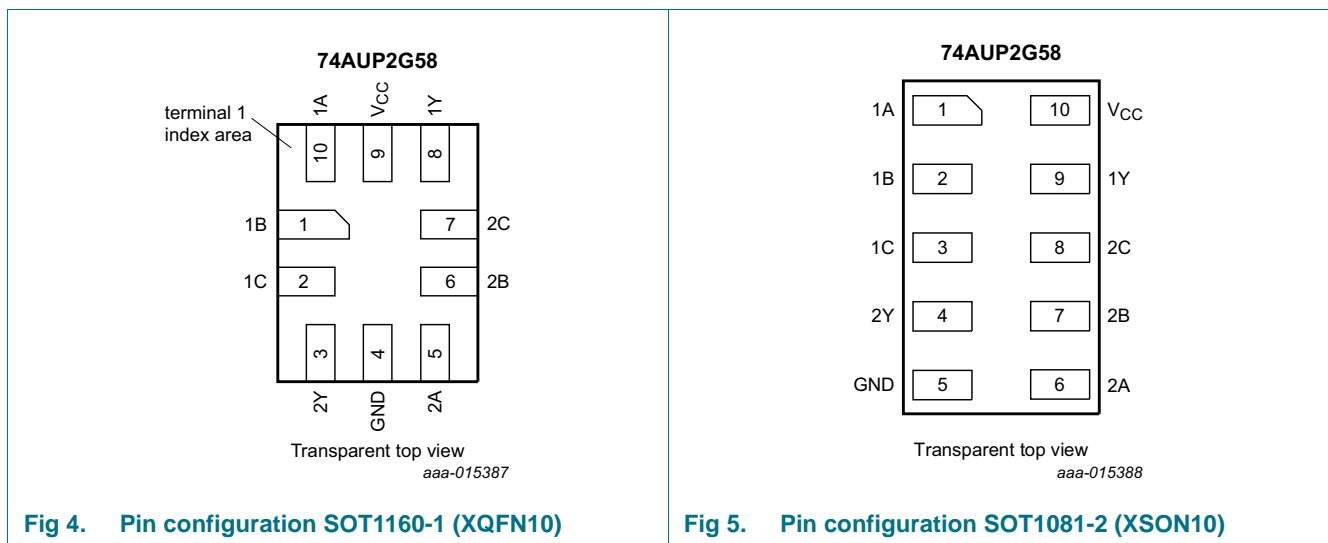 74AUP2G58
terminal 1
index area
1A
VCC
1Y
10
9
8
1B
1
7
2C
1C
2
6
2B
3
4
5
2Y
GND
2A
Transparent top view
aaa-015387
Fig 4. Pin configuration SOT1160-1 (XQFN10)
74AUP2G58
1A
1
10
VCC
1B
2
9
1Y
1C
3
8
2C
2Y
4
7
2B
GND
5
6
2A
Transparent top view
aaa-015388
Fig 5. Pin configuration SOT1081-2 (XSON10)